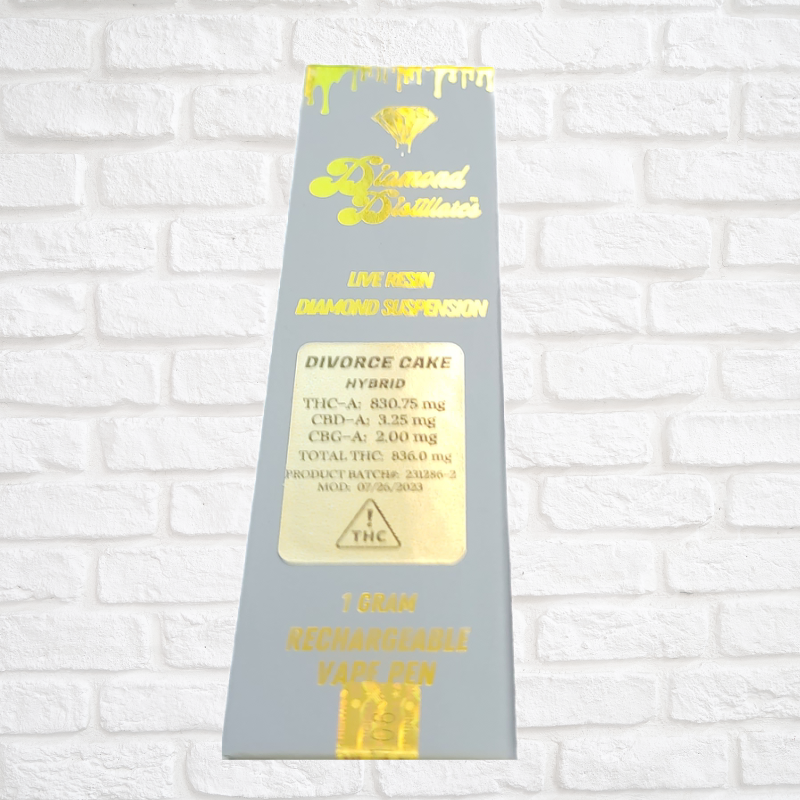 Diamond
Distillate's
LIVE RESIN
DIAMOND SUSPENSION
DIVORCE CAKE
HYBRID
THC-A: 830.75 mg
CBD-A: 3.25 mg
CBG-A: 2.00 mg
TOTAL THC: 836.0 mg
PRODUCT BATCH#: 231286-2
MOD: 07/26/2023
!
THC
1 GRAM
RECHARGEABLE
VAPE PEN